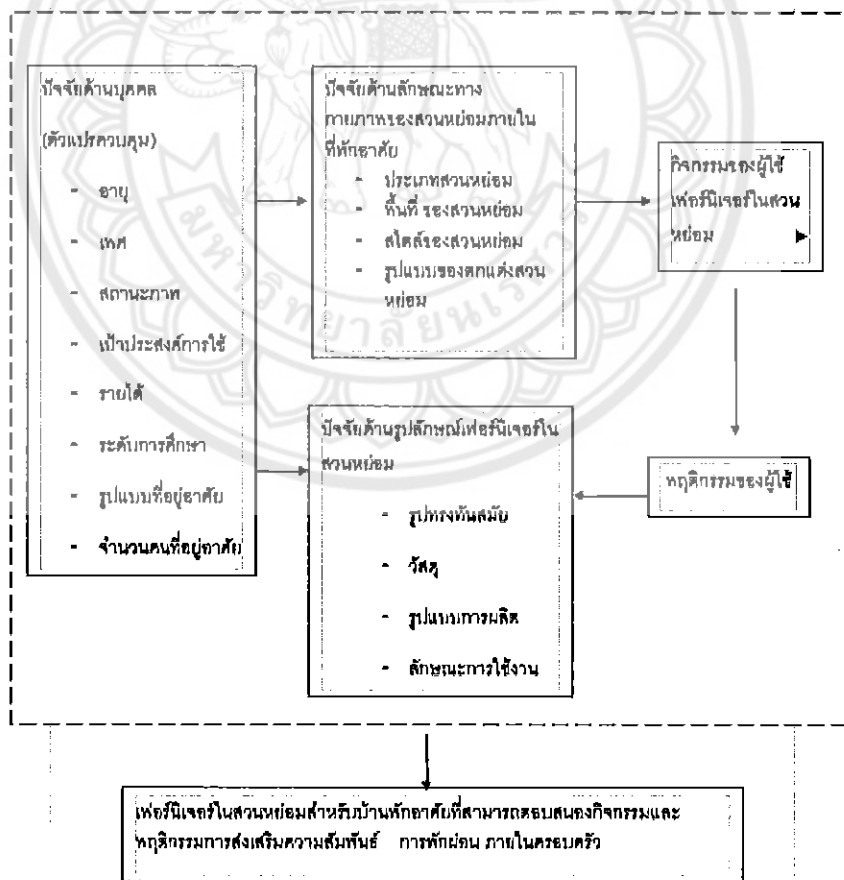 ปัจจัยด้านบุคคล
(ตัวแปรควบคุม)
- อายุ
- เพศ
- สถานะภาพ
- เป้าประสงค์การใช้
- รายได้
- ระดับการศึกษา
- รูปแบบที่อยู่อาศัย
- จำนวนคนที่อยู่อาศัย
ปัจจัยด้านลักษณะทาง
กายภาพของสวนหย่อมภายใน
ที่พักอาศัย
- ประเภทสวนหย่อม
- พื้นที่ ของสวนหย่อม
- สไตล์ของสวนหย่อม
- รูปแบบของตกแต่งสวน
หย่อม
กิจกรรมของผู้ใช้
เฟอร์นิเจอร์ในสวน
หย่อม
พฤติกรรมของผู้ใช้
ปัจจัยด้านรูปลักษณ์เฟอร์นิเจอร์ใน
สวนหย่อม
- รูปทรงทันสมัย
- วัสดุ
- รูปแบบการผลิต
- ลักษณะการใช้งาน
เฟอร์นิเจอร์ในสวนหย่อมสำหรับบ้านพักอาศัยที่สามารถตอบสนองกิจกรรมและ
พฤติกรรมการส่งเสริมความสัมพันธ์ การพักผ่อน ภายในครอบครัว
มหาวิทยาลัยนเรศวร